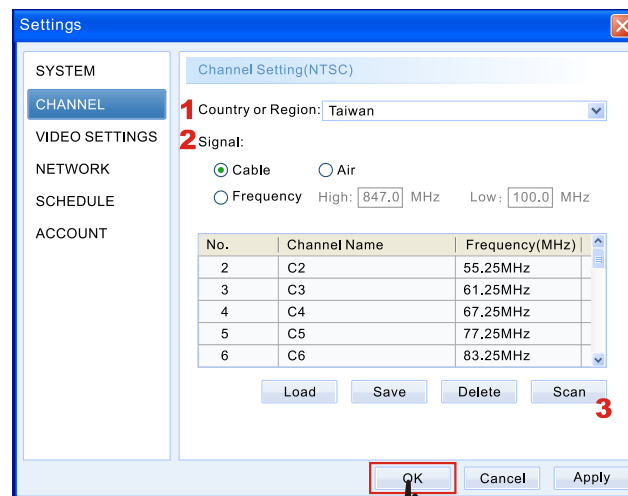 Settings
SYSTEM
CHANNEL
VIDEO SETTINGS
NETWORK
SCHEDULE
ACCOUNT
Channel Setting(NTSC)
1 Country or Region: Taiwan
2 Signal:
Cable Air
Frequency High: 847.0 MHz Low: 100.0 MHz
No. Channel Name Frequency(MHz)
2 C2 55.25MHz
3 C3 61.25MHz
4 C4 67.25MHz
5 C5 77.25MHz
6 C6 83.25MHz
Load Save Delete Scan
3
OK Cancel Apply